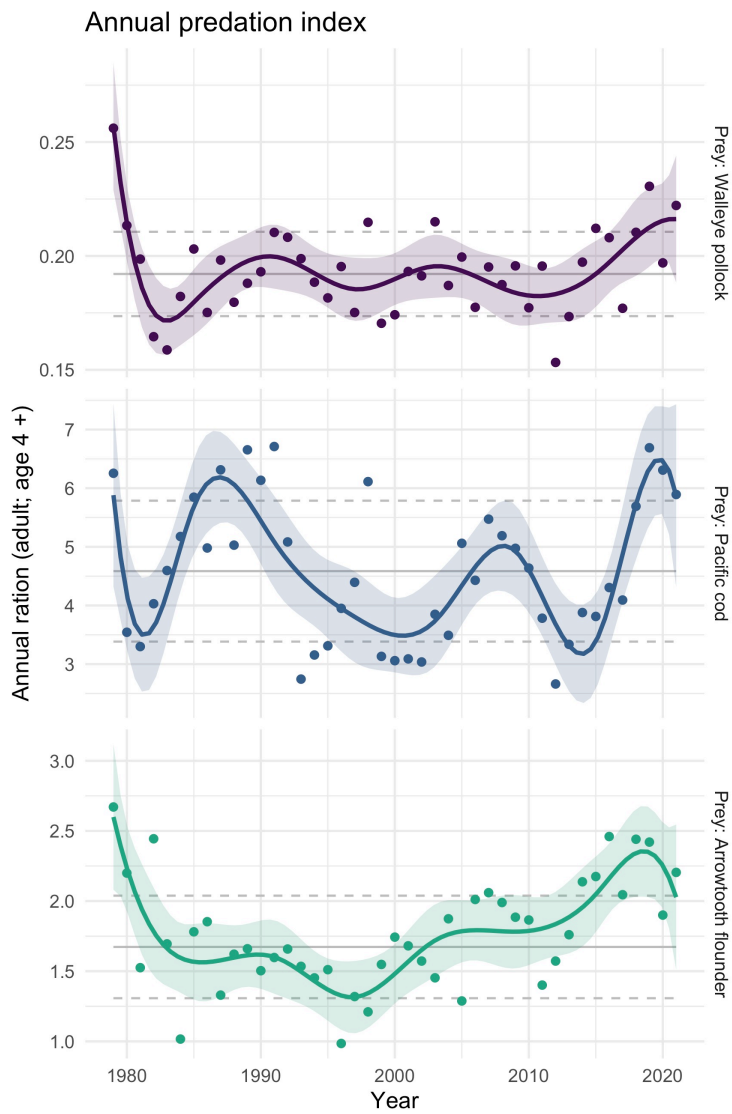 Annual predation index
Annual ration (adult; age 4 +)
0.25
0.20
0.15
Prey: Walleye pollock
7
6
5
4
3
Prey: Pacific cod
3.0
2.5
2.0
1.5
1.0
Prey: Arrowtooth flounder
1980 1990 2000 2010 2020
Year